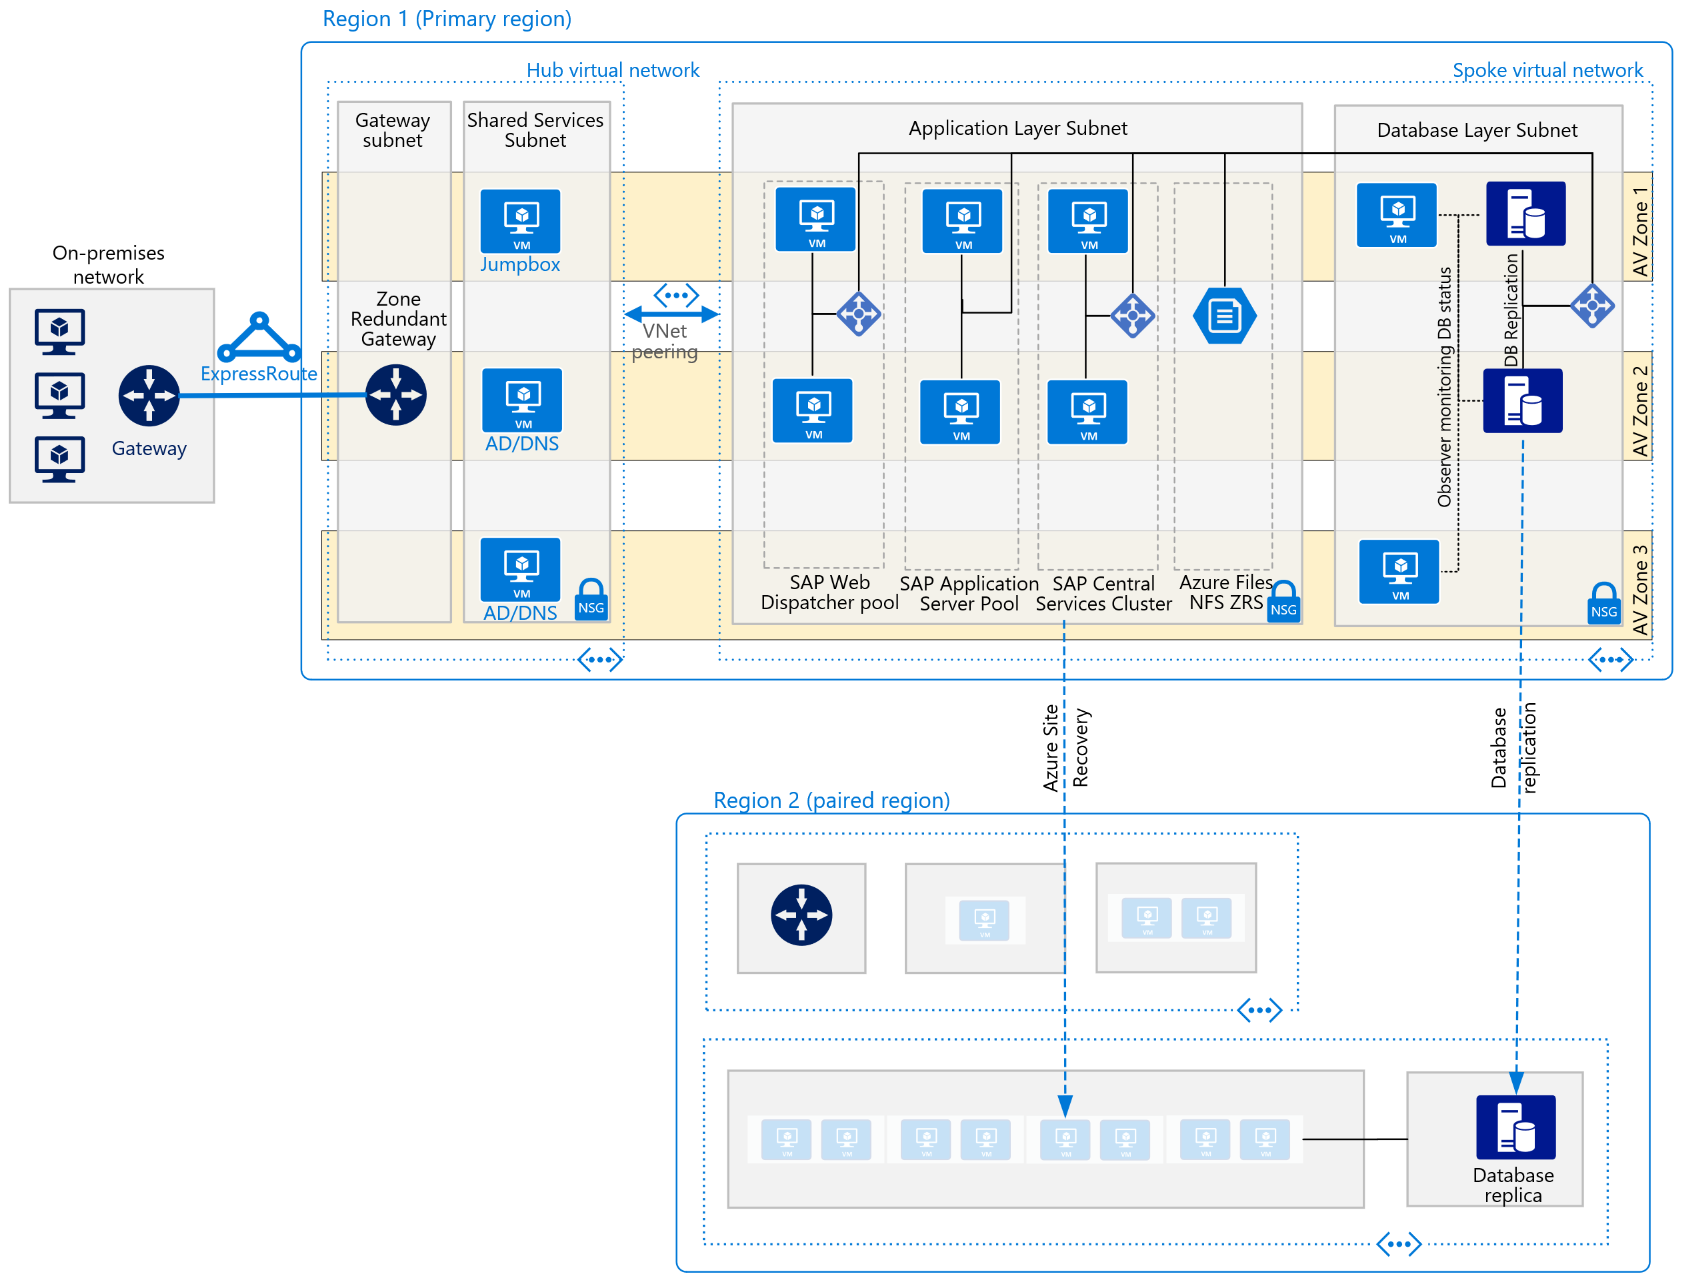 Region 1 (Primary region)
Hub virtual network
Spoke virtual network
Gateway
subnet
Shared Services
Subnet
Application Layer Subnet
Database Layer Subnet
VM
Jumpbox
VM
VM
VM
VM
AV Zone 1
On-premises
network
Gateway
ExpressRoute
Zone
Redundant
Gateway
VNet
peering
Observer monitoring DB status
DB Replication
VM
AD/DNS
VM
VM
VM
AV Zone 2
VM
AD/DNS
NSG
SAP Web
Dispatcher pool
SAP Application
Server Pool
SAP Central
Services Cluster
Azure Files
NFS ZRS
NSG
VM
NSG
AV Zone 3
Azure Site
Recovery
Database
replication
Region 2 (paired region)
VM
VM
VM
VM
VM
VM
VM
VM
VM
VM
VM
Database
replica